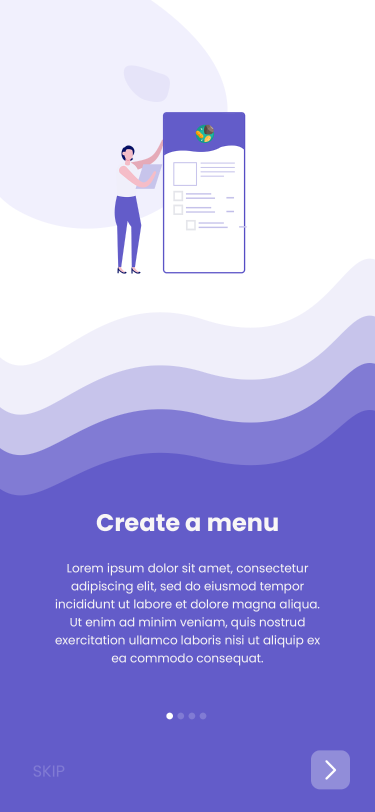 Create a menu
Lorem ipsum dolor sit amet, consectetur
adipiscing elit, sed do eiusmod tempor
incididunt ut labore et dolore magna aliqua.
Ut enim ad minim veniam, quis nostrud
exercitation ullamco laboris nisi ut aliquip ex
ea commodo consequat.
SKIP